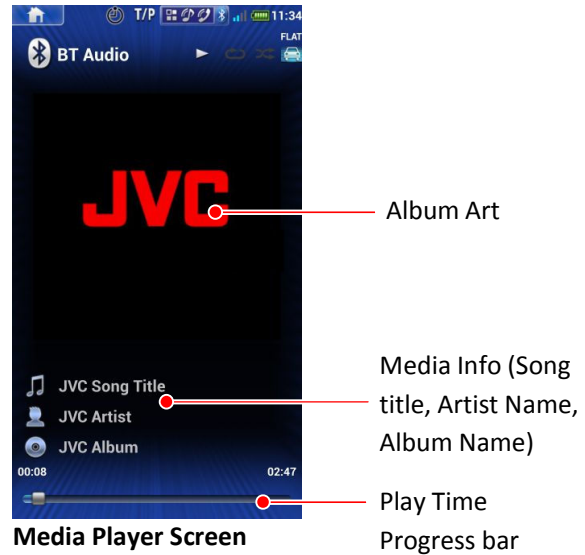 T/P 11:34
FLAT
BT Audio
JVC
Album Art
JVC Song Title
JVC Artist
JVC Album
Media Info (Song
title, Artist Name,
Album Name)
00:08 02:47
Play Time
Progress bar
Media Player Screen